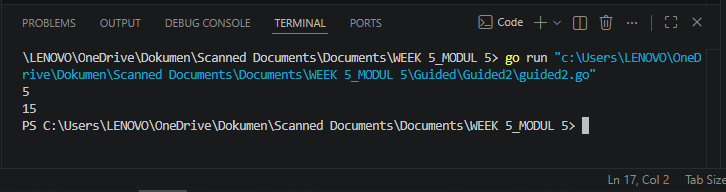 PROBLEMS OUTPUT DEBUG CONSOLE TERMINAL PORTS Code
\LENOVO\OneDrive\Dokumen\Scanned Documents\Documents\WEEK 5_MODUL 5> go run "c:\Users\LENOVO\OneD
rive\Dokumen\Scanned Documents\Documents\WEEK 5_MODUL 5\Guided\Guided2\guided2.go"
5
15
PS C:\Users\LENOVO\OneDrive\Dokumen\Scanned Documents\Documents\WEEK 5_MODUL 5>
Ln 17, Col 2 Tab Size